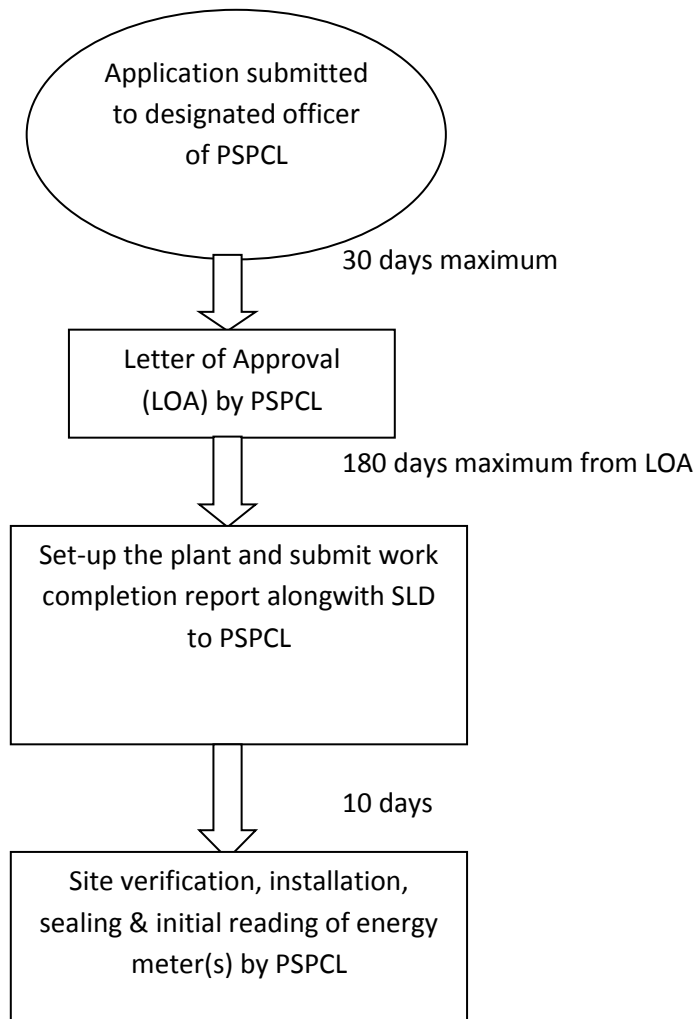 Application submitted
to designated officer
of PSPCL
30 days maximum
Letter of Approval
(LOA) by PSPCL
180 days maximum from LOA
Set-up the plant and submit work
completion report alongwith SLD
to PSPCL
10 days
Site verification, installation,
sealing & initial reading of energy
meter(s) by PSPCL